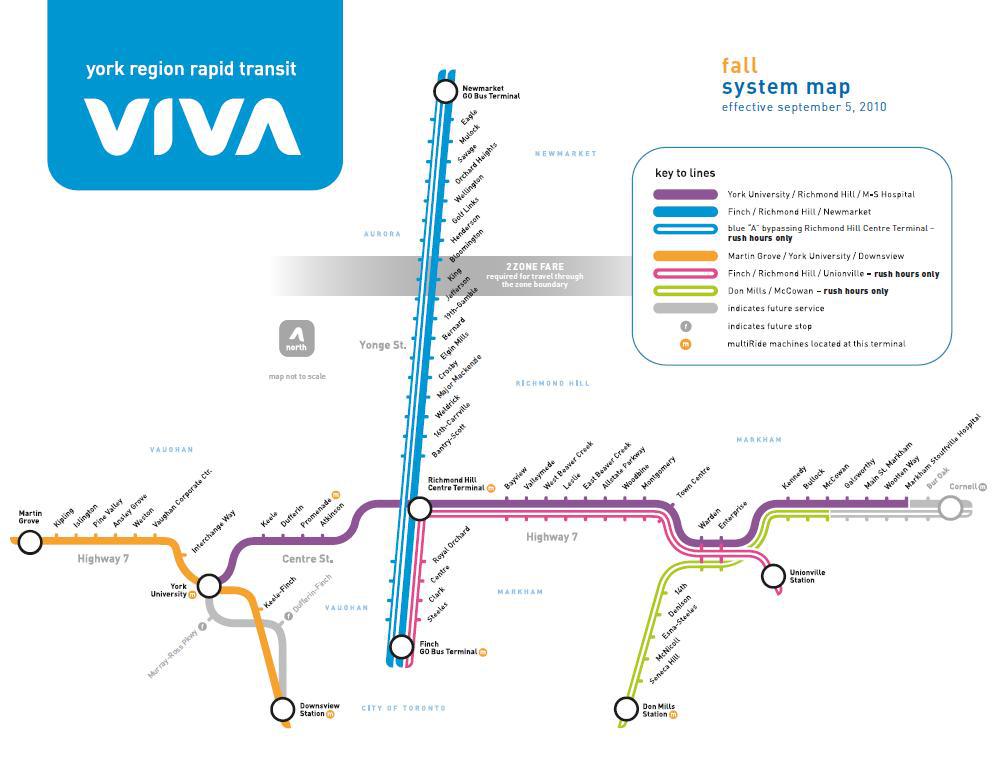 york region rapid transit
VIVA
fall
system map
effective september 5, 2010
key to lines
York University / Richmond Hill / M•S Hospital
Finch / Richmond Hill / Newmarket
blue "A" bypassing Richmond Hill Centre Terminal –
rush hours only
Martin Grove / York University / Downsview
Finch / Richmond Hill / Unionville – rush hours only
Don Mills / McCowan – rush hours only
indicates future service
f
indicates future stop
m
multiRide machines located at this terminal
Newmarket
GO Bus Terminal
Eagle
Mulock
Savage
Orchard Heights
Wellington
Golf Links
Henderson
Bloomington
King
Jefferson
19th-Gamble
Bernard
Elgin Mills
Crosby
Major Mackenzie
Weldrick
16th-Carrville
Bantry-Scott
NEWMARKET
AURORA
2 ZONE FARE
required for travel through
the zone boundary
north
map not to scale
Yonge St.
RICHMOND HILL
VAUGHAN
MARKHAM
Richmond Hill
Centre Terminal m
Martin
Grove
Kipling
Islington
Pine Valley
Ansley Grove
Weston
Vaughan Corporate Ctr.
Interchange Way
Highway 7
York
University m
Keele
Dufferin
Promenade m
Atkinson
Centre St.
Bayview
Valleymede
West Beaver Creek
Leslie
East Beaver Creek
Allstate Parkway
Woodbine
Montgomery
Town Centre
Warden
Enterprise
Highway 7
Kennedy
Bullock
McCowan
Galsworthy
Main St. Markham
Wootten Way
Markham Stouffville Hospital
Bur Oak
Cornell m
Royal Orchard
Centre
Clark
Steeles
Finch
GO Bus Terminal m
VAUGHAN
MARKHAM
Keele-Finch
f Dufferin-Finch
Murray-Ross Pkwy f
Downsview
Station m
CITY OF TORONTO
Unionville
Station
14th
Denison
Esna-Steeles
McNicoll
Seneca Hill
Don Mills
Station m